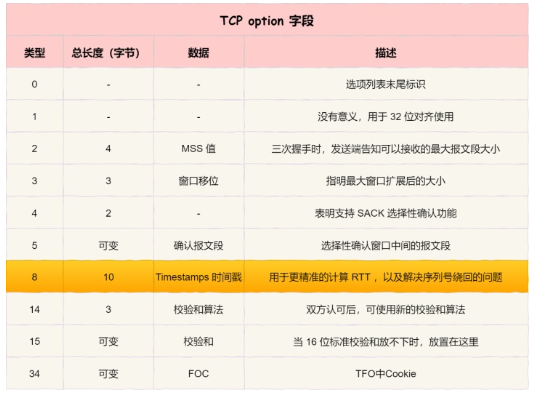 TCP option 字段
类型 总长度（字节） 数据 描述
0 - - 选项列表末尾标识
1 - - 没有意义，用于 32 位对齐使用
2 4 MSS 值 三次握手时，发送端告知可以接收的最大报文段大小
3 3 窗口移位 指明最大窗口扩展后的大小
4 2 - 表明支持 SACK 选择性确认功能
5 可变 确认报文段 选择性确认窗口中间的报文段
8 10 Timestamps 时间戳 用于更精准的计算 RTT ，以及解决序列号绕回的问题
14 3 校验和算法 双方认可后，可使用新的校验和算法
15 可变 校验和 当 16 位标准校验和放不下时，放置在这里
34 可变 FOC TFO中Cookie